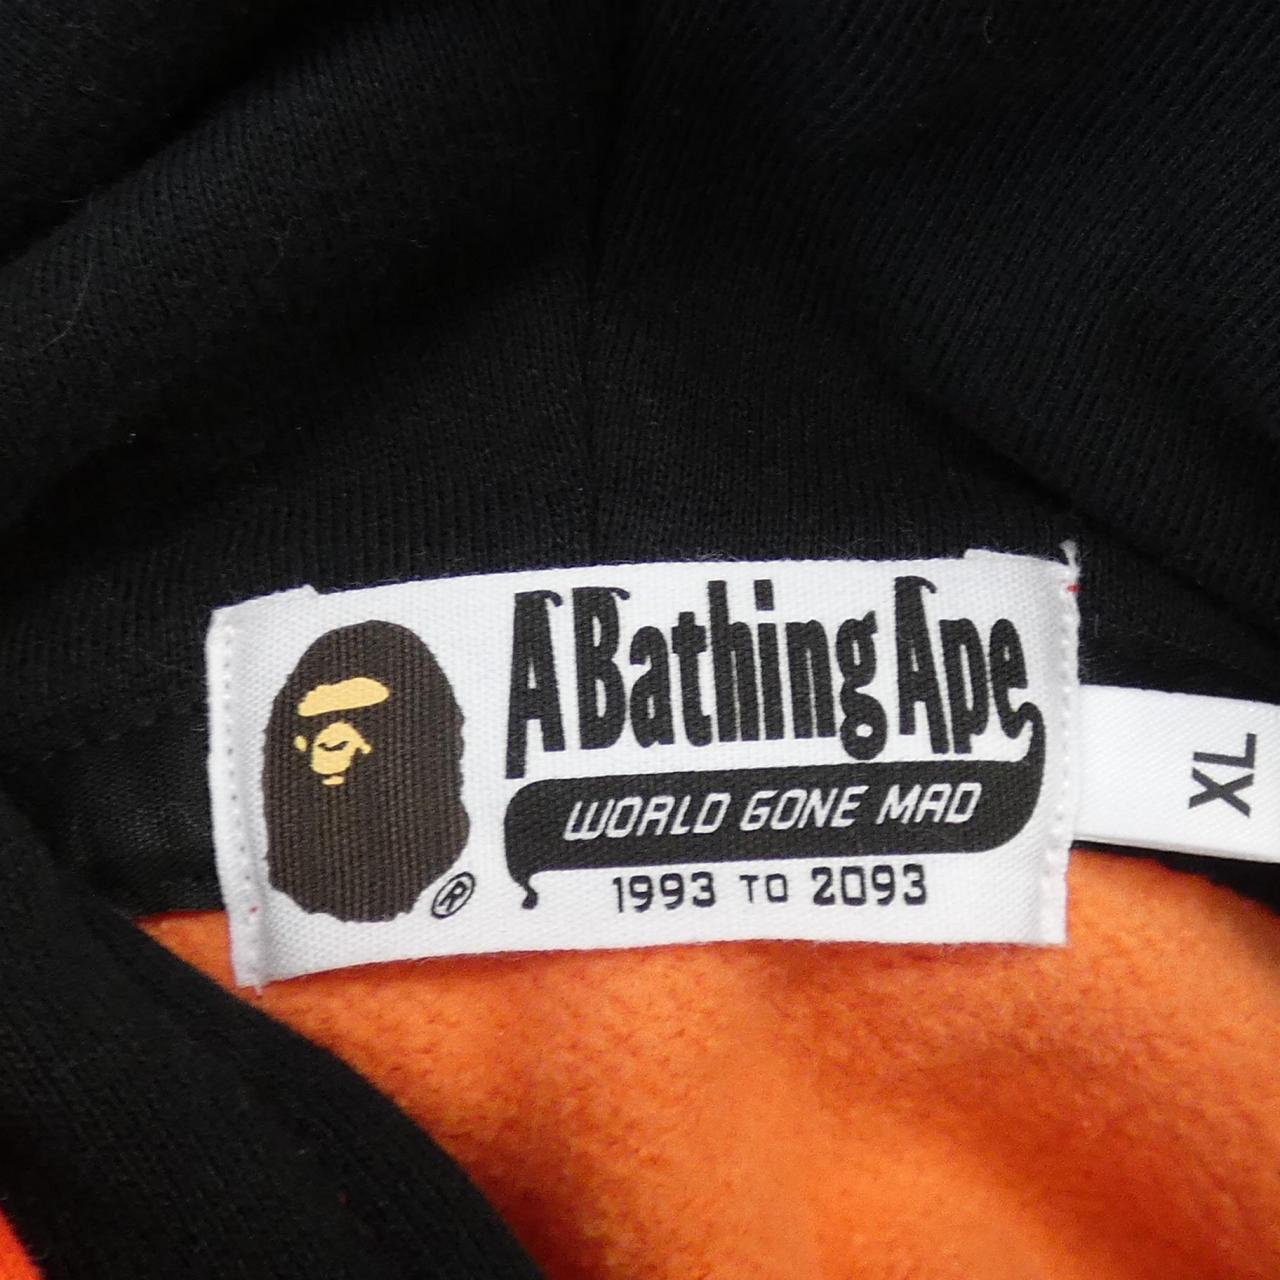 A Bathing Ape
WORLD GONE MAD
1993 TO 2093
®
XL